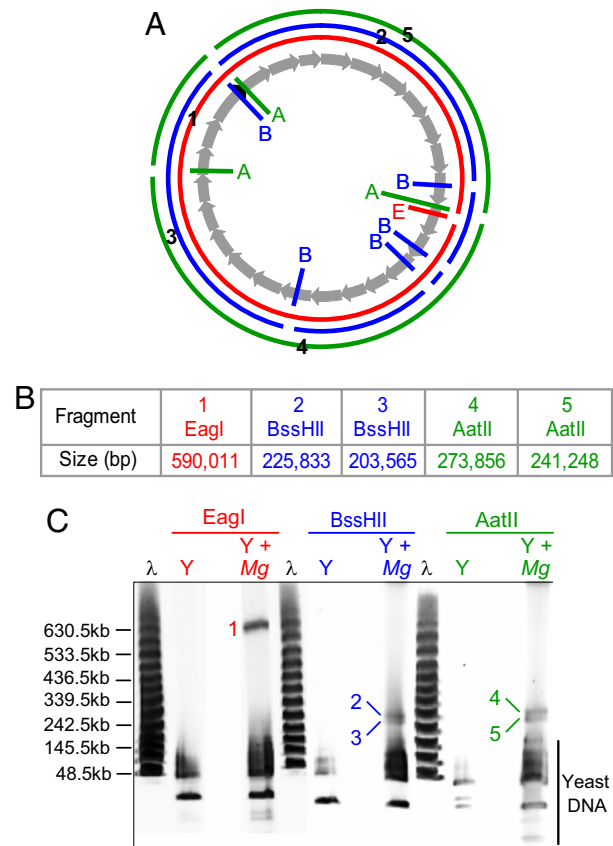 A
2 5
1
A
B
A
B
A
E
B
B
B
3
4
B
Fragment 1 EagI 2 BssHII 3 BssHII 4 AatII 5 AatII
Size (bp) 590,011 225,833 203,565 273,856 241,248
C
EagI BssHII AatII
λ Y Y + Mg λ Y Y + Mg λ Y Y + Mg
630.5kb
533.5kb
436.5kb
339.5kb
242.5kb
145.5kb
48.5kb
1
2
3
4
5
Yeast
DNA